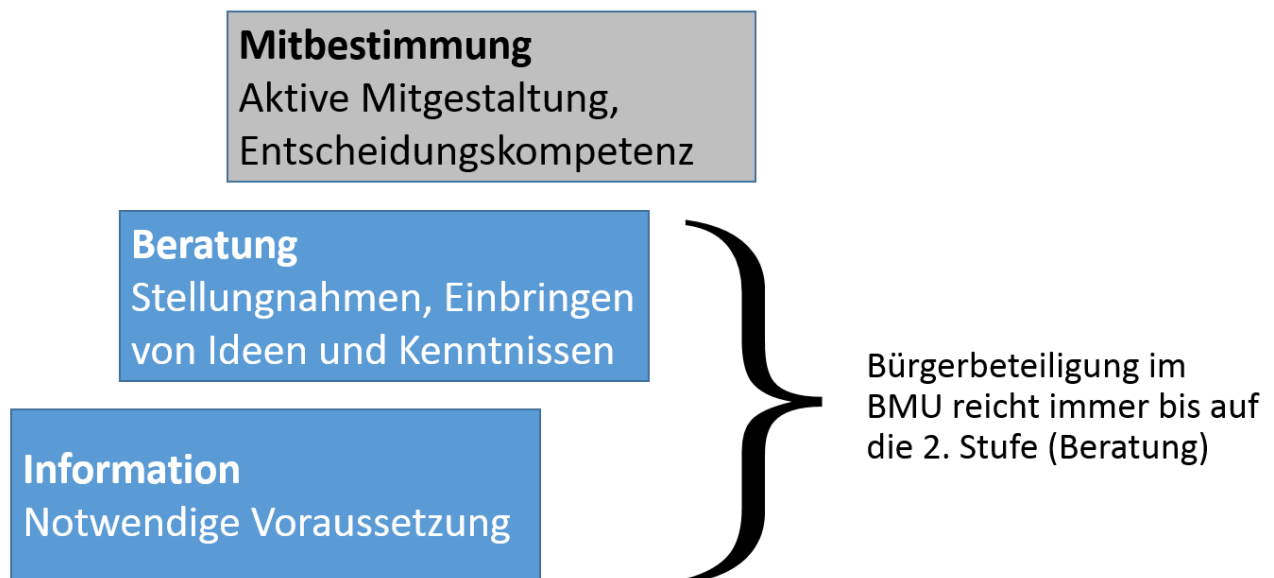 Mitbestimmung
Aktive Mitgestaltung,
Entscheidungskompetenz
Beratung
Stellungnahmen, Einbringen
von Ideen und Kenntnissen
Information
Notwendige Voraussetzung
Bürgerbeteiligung im
BMU reicht immer bis auf
die 2. Stufe (Beratung)